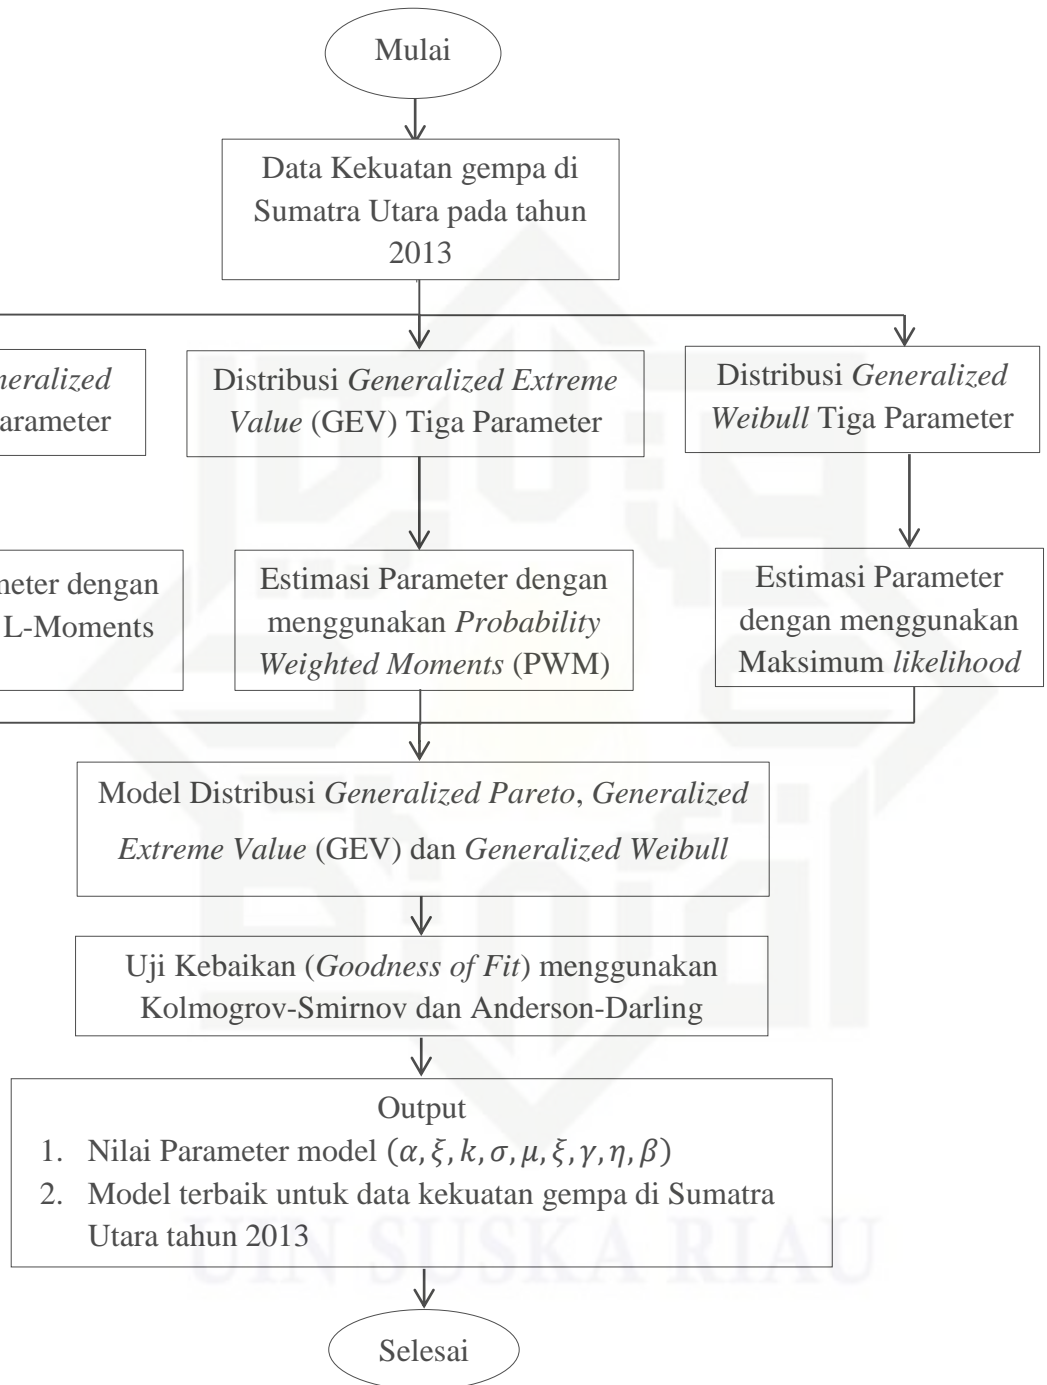 Mulai
Data Kekuatan gempa di
Sumatra Utara pada tahun
2013
neralized
arameter
Distribusi Generalized Extreme
Value (GEV) Tiga Parameter
Distribusi Generalized
Weibull Tiga Parameter
neter dengan
L-Moments
Estimasi Parameter dengan
menggunakan Probability
Weighted Moments (PWM)
Estimasi Parameter
dengan menggunakan
Maksimum likelihood
Model Distribusi Generalized Pareto, Generalized
Extreme Value (GEV) dan Generalized Weibull
Uji Kebaikan (Goodness of Fit) menggunakan
Kolmogrov-Smirnov dan Anderson-Darling
Output
1. Nilai Parameter model (α, ξ, k, σ, μ, ξ, γ, η, β)
2. Model terbaik untuk data kekuatan gempa di Sumatra
Utara tahun 2013
UIN SUSKA RIAU
Selesai